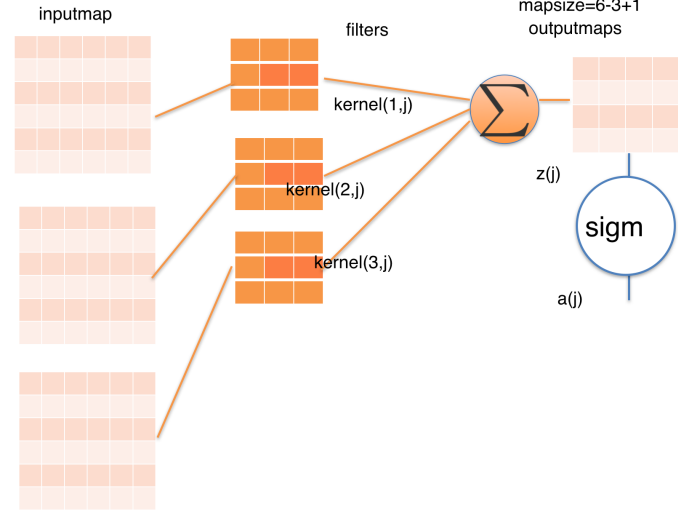 inputmap
filters
mapsize=6-3+1
outputmaps
kernel(1,j)
∑
z(j)
kernel(2,j)
sigm
kernel(3,j)
a(j)